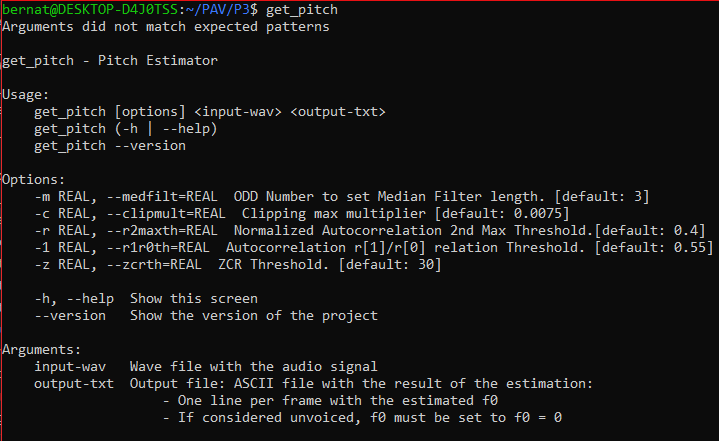 bernat@DESKTOP-D4J0TSS:~/PAV/P3$ get_pitch
Arguments did not match expected patterns
get_pitch - Pitch Estimator
Usage:
get_pitch [options] <input-wav> <output-txt>
get_pitch (-h | --help)
get_pitch --version
Options:
-m REAL, --medfilt=REAL  ODD Number to set Median Filter length. [default: 3]
-c REAL, --clipmult=REAL  Clipping max multiplier [default: 0.0075]
-r REAL, --r2maxth=REAL  Normalized Autocorrelation 2nd Max Threshold.[default: 0.4]
-1 REAL, --r1r0th=REAL  Autocorrelation r[1]/r[0] relation Threshold. [default: 0.55]
-z REAL, --zcrth=REAL  ZCR Threshold. [default: 30]
-h, --help  Show this screen
--version   Show the version of the project
Arguments:
input-wav   Wave file with the audio signal
output-txt  Output file: ASCII file with the result of the estimation:
- One line per frame with the estimated f0
- If considered unvoiced, f0 must be set to f0 = 0